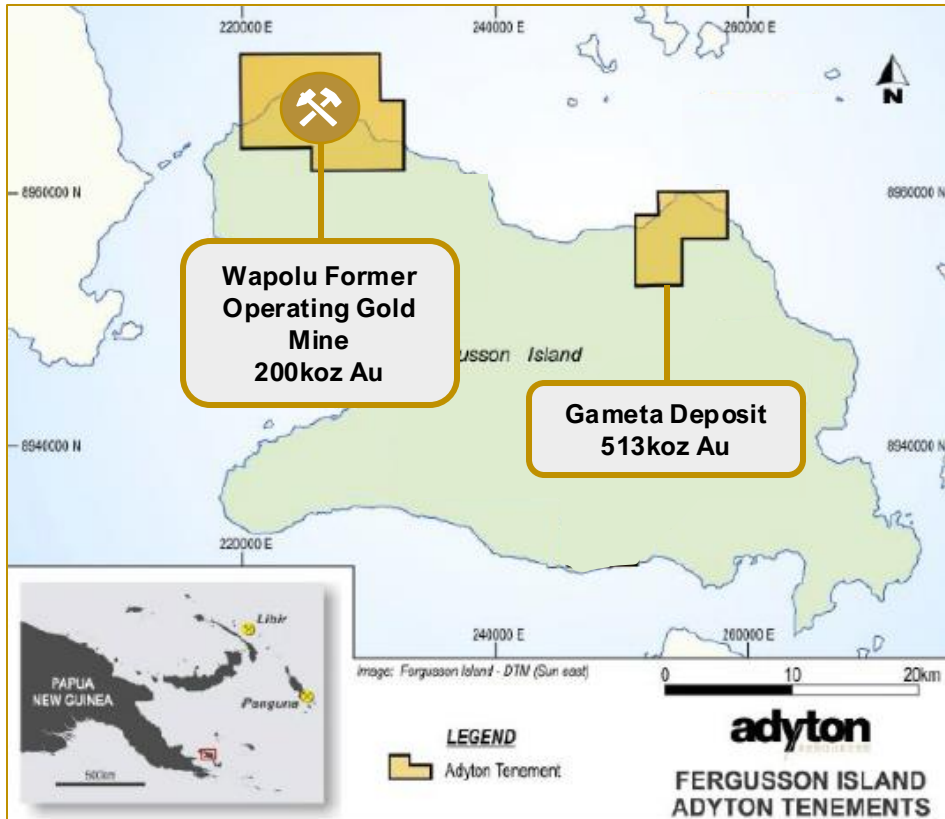 220000 E
240000 E
260000 E
N
8960000 N
8960000 N
Wapolu Former
Operating Gold
Mine
200koz Au
usson Island
Gameta Deposit
513koz Au
8940000 N
8940000 N
220000 E
240000 E
260000 E
Image: Fergusson Island - DTM (Sun east)
0 10 20km
Lihir
Panguna
PAPUA
NEW GUINEA
500km
LEGEND
Adyton Tenement
adyton
RESOURCES
FERGUSSON ISLAND
ADYTON TENEMENTS